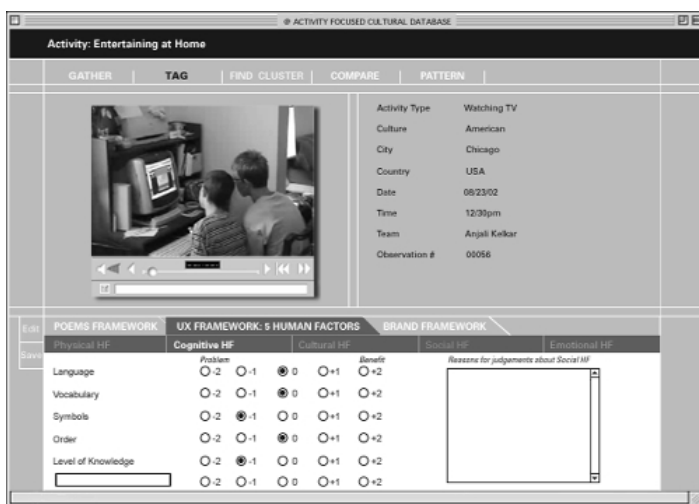 @ ACTIVITY FOCUSED CULTURAL DATABASE
Activity: Entertaining at Home
GATHER TAG FIND CLUSTER COMPARE PATTERN
Activity Type Watching TV
Culture American
City Chicago
Country USA
Date 08/23/02
Time 12/30pm
Team Anjali Kelkar
Observation # 00056
Edit
Save
POEMS FRAMEWORK UX FRAMEWORK: 5 HUMAN FACTORS BRAND FRAMEWORK
Physical HF Cognitive HF Cultural HF Social HF Emotional HF
Problem Benefit Reasons for judgements about Social HF
Language -2 -1 0 +1 +2
Vocabulary -2 -1 0 +1 +2
Symbols -2 -1 0 +1 +2
Order -2 -1 0 +1 +2
Level of Knowledge -2 -1 0 +1 +2
-2 -1 0 +1 +2